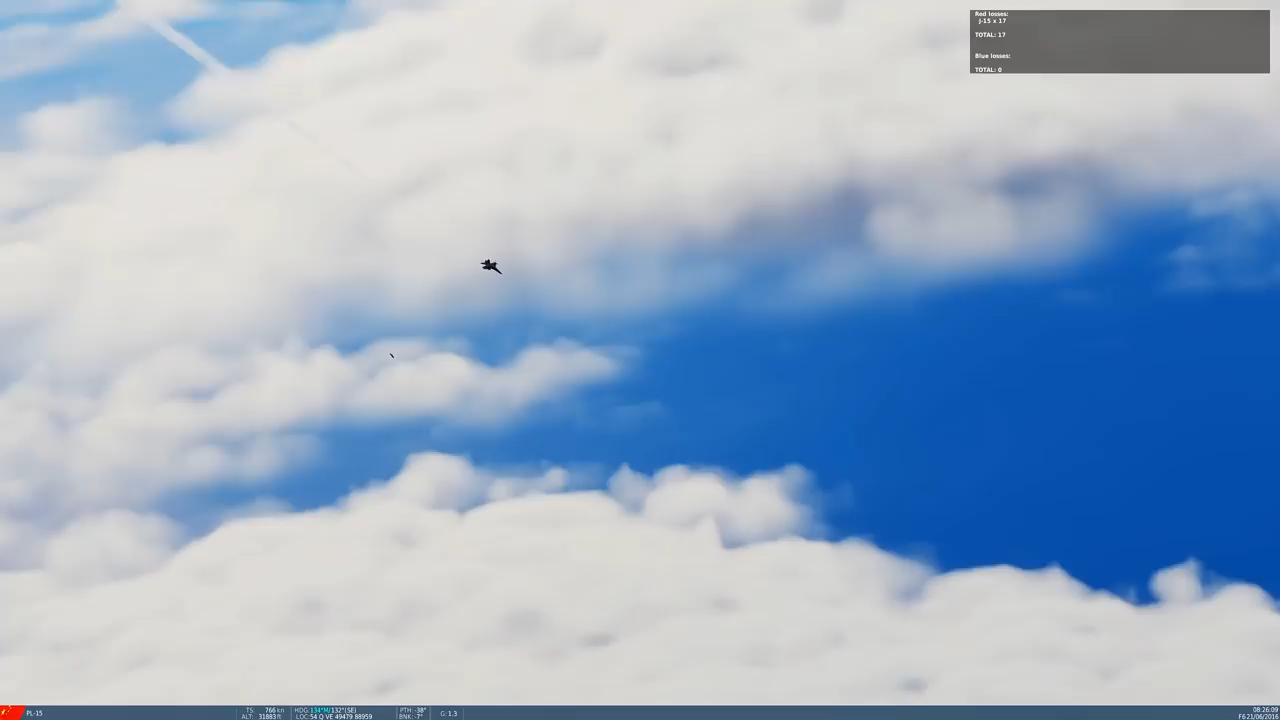 Red losses:
J-15 x 17
TOTAL: 17
Blue losses:
TOTAL: 0
PL-15
TS: 766 kn
ALT: 31883 ft
HDG:134°M/132°(SE)
LOC:54 Q VE 49479 88959
PTH: -38°
BNK: -7°
G: 1.3
08:26:09
F6 21/06/2016